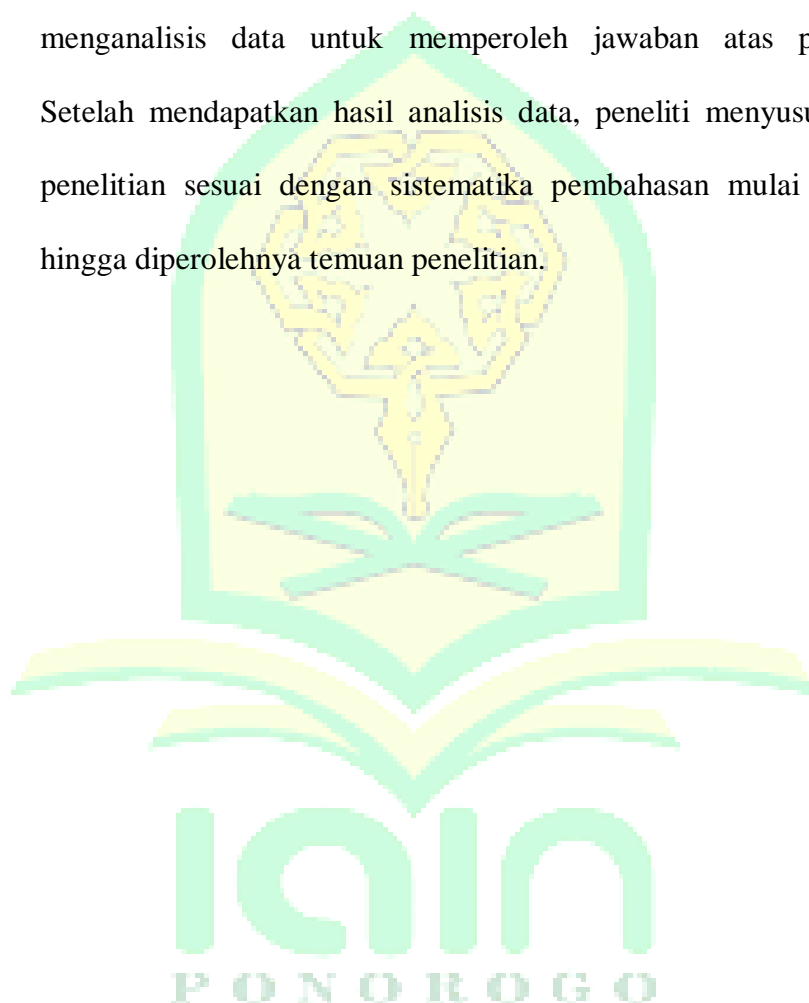 menganalisis data untuk memperoleh jawaban atas p
Setelah mendapatkan hasil analisis data, peneliti menyusu
penelitian sesuai dengan sistematika pembahasan mulai
hingga diperolehnya temuan penelitian.
iain
PONOROGO